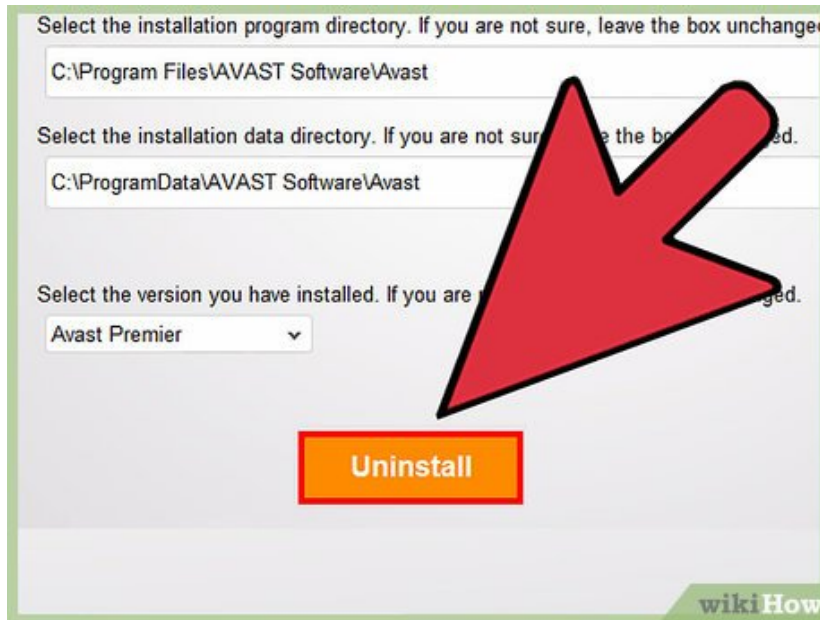 Select the installation program directory. If you are not sure, leave the box unchanged
C:\Program Files\AVAST Software\Avast
Select the installation data directory. If you are not sur the b ed.
C:\ProgramData\AVAST Software\Avast
Select the version you have installed. If you are ged.
Avast Premier
Uninstall
wikiHow